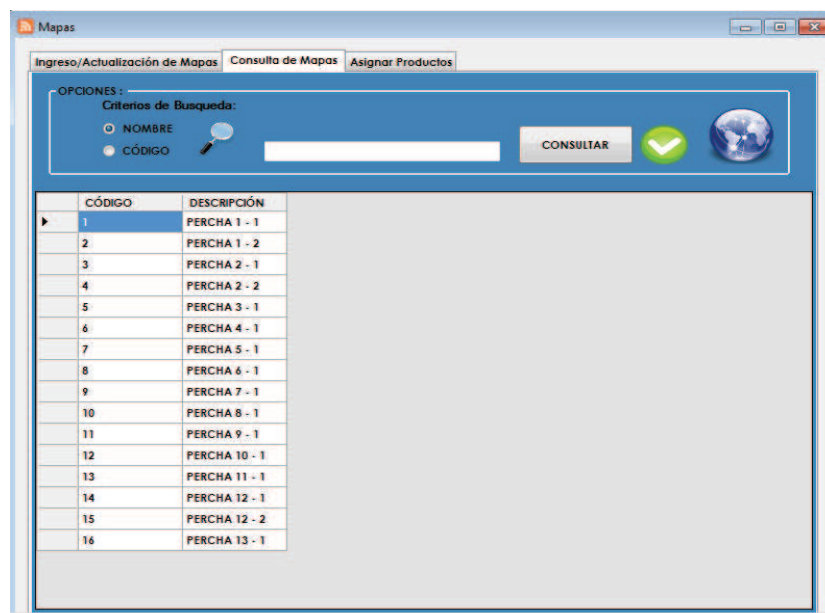 Mapas
Ingreso/Actualización de Mapas Consulta de Mapas Asignar Productos
OPCIONES :
Criterios de Busqueda:
NOMBRE
CÓDIGO
CONSULTAR
CÓDIGO DESCRIPCIÓN
1 PERCHA 1 - 1
2 PERCHA 1 - 2
3 PERCHA 2 - 1
4 PERCHA 2 - 2
5 PERCHA 3 - 1
6 PERCHA 4 - 1
7 PERCHA 5 - 1
8 PERCHA 6 - 1
9 PERCHA 7 - 1
10 PERCHA 8 - 1
11 PERCHA 9 - 1
12 PERCHA 10 - 1
13 PERCHA 11 - 1
14 PERCHA 12 - 1
15 PERCHA 12 - 2
16 PERCHA 13 - 1